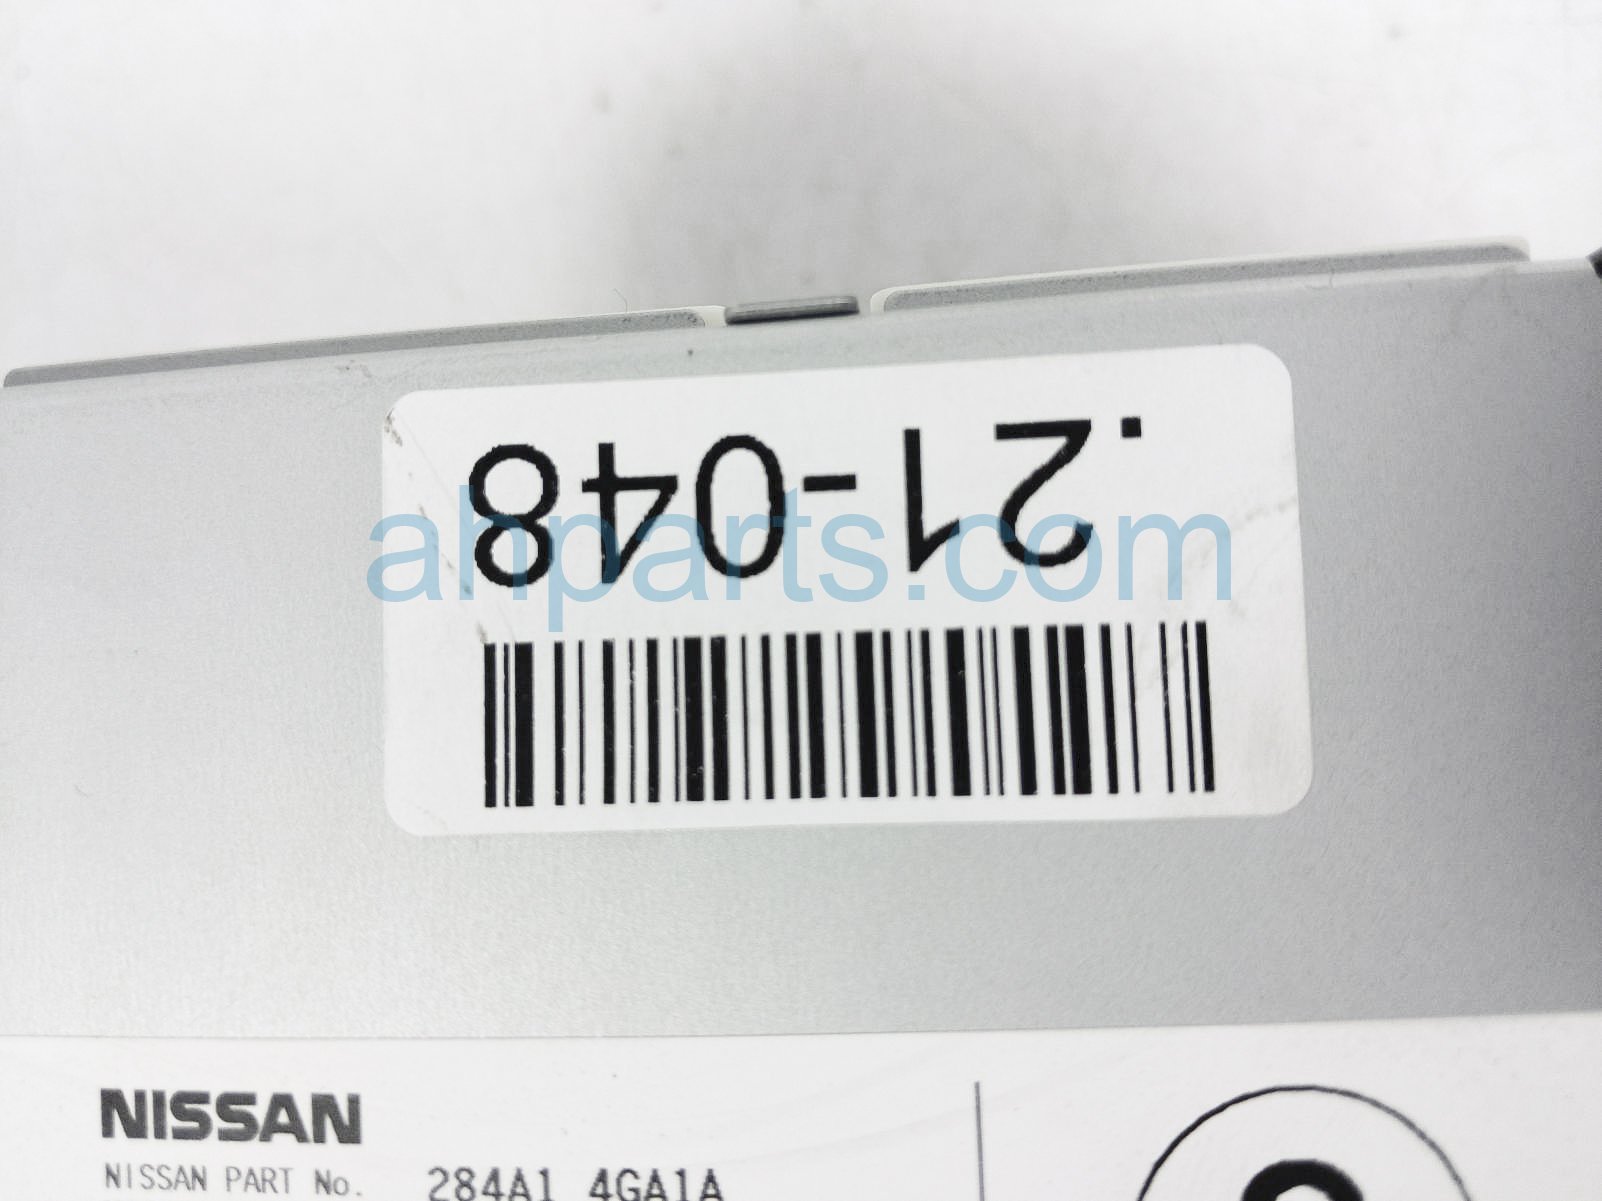 .21-048
ahparts.com
NISSAN
NISSAN PART No. 284A1 4GA1A